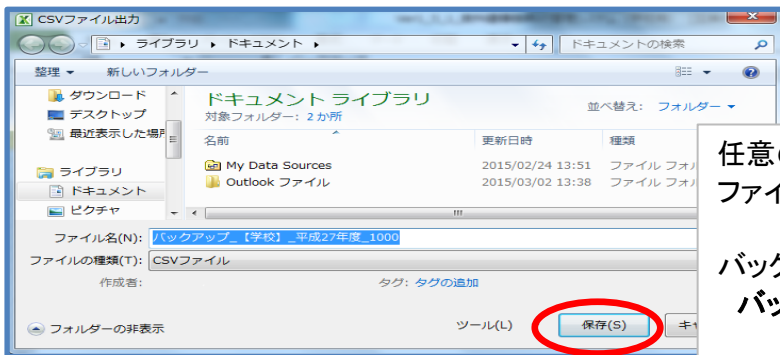 CSVファイル出力
ライブラリ ▸ ドキュメント ▸
ドキュメントの検索
整理 ▼ 新しいフォルダー
ダウンロード
デスクトップ
最近表示した場所
ライブラリ
ドキュメント
ピクチャ
ドキュメント ライブラリ
対象フォルダー: 2 か所
並べ替え: フォルダー ▼
名前 更新日時 種類
My Data Sources 2015/02/24 13:51 ファイル フォル
Outlook ファイル 2015/03/02 13:38 ファイル フォル
ファイル名(N): バックアップ_【学校】_平成27年度_1000
ファイルの種類(T): CSVファイル
作成者: タグ: タグの追加
フォルダーの非表示 ツール(L) 保存(S) キャ
任意の
ファイ
バック
バッ